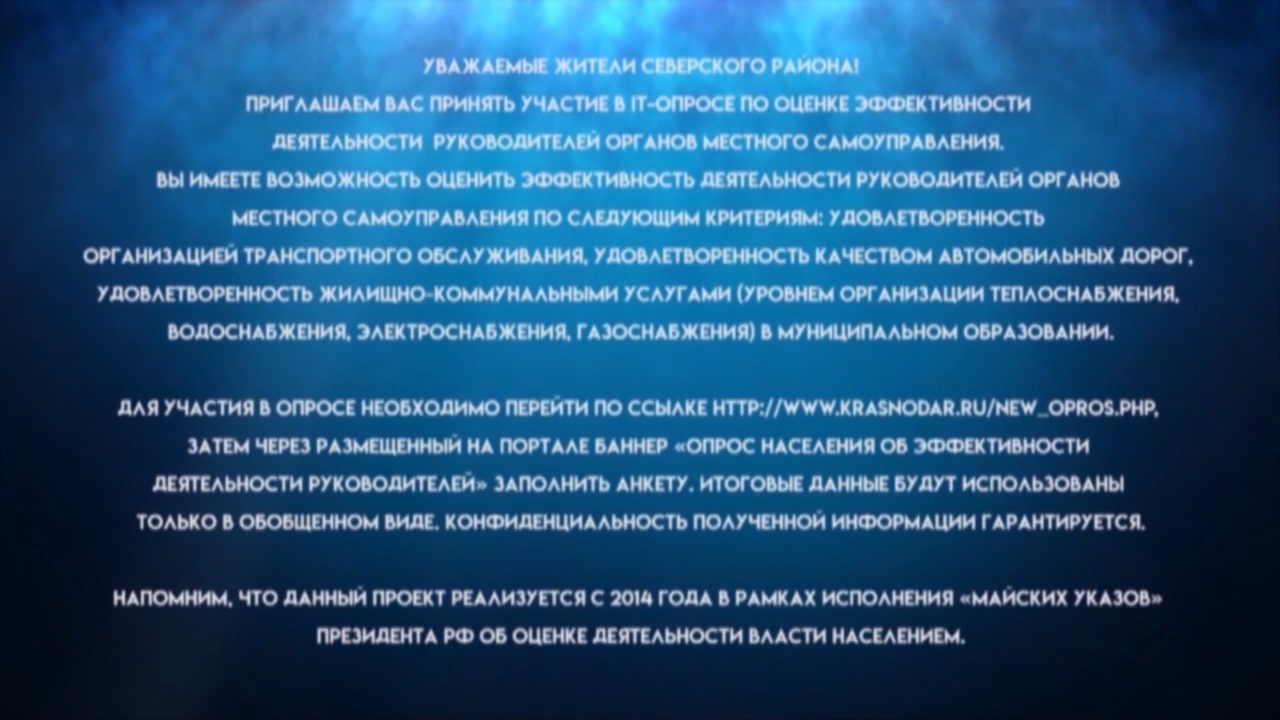 УВАЖАЕМЫЕ ЖИТЕЛИ СЕВЕРСКОГО РАЙОНА!
ПРИГЛАШАЕМ ВАС ПРИНЯТЬ УЧАСТИЕ В IT-ОПРОСЕ ПО ОЦЕНКЕ ЭФФЕКТИВНОСТИ
ДЕЯТЕЛЬНОСТИ РУКОВОДИТЕЛЕЙ ОРГАНОВ МЕСТНОГО САМОУПРАВЛЕНИЯ.
ВЫ ИМЕЕТЕ ВОЗМОЖНОСТЬ ОЦЕНИТЬ ЭФФЕКТИВНОСТЬ ДЕЯТЕЛЬНОСТИ РУКОВОДИТЕЛЕЙ ОРГАНОВ
МЕСТНОГО САМОУПРАВЛЕНИЯ ПО СЛЕДУЮЩИМ КРИТЕРИЯМ: УДОВЛЕТВОРЕННОСТЬ
ОРГАНИЗАЦИЕЙ ТРАНСПОРТНОГО ОБСЛУЖИВАНИЯ, УДОВЛЕТВОРЕННОСТЬ КАЧЕСТВОМ АВТОМОБИЛЬНЫХ ДОРОГ,
УДОВЛЕТВОРЕННОСТЬ ЖИЛИЩНО-КОММУНАЛЬНЫМИ УСЛУГАМИ (УРОВНЕМ ОРГАНИЗАЦИИ ТЕПЛОСНАБЖЕНИЯ,
ВОДОСНАБЖЕНИЯ, ЭЛЕКТРОСНАБЖЕНИЯ, ГАЗОСНАБЖЕНИЯ) В МУНИЦИПАЛЬНОМ ОБРАЗОВАНИИ.
ДЛЯ УЧАСТИЯ В ОПРОСЕ НЕОБХОДИМО ПЕРЕЙТИ ПО ССЫЛКЕ HTTP://WWW.KRASNODAR.RU/NEW_OPROS.PHP,
ЗАТЕМ ЧЕРЕЗ РАЗМЕЩЕННЫЙ НА ПОРТАЛЕ БАННЕР «ОПРОС НАСЕЛЕНИЯ ОБ ЭФФЕКТИВНОСТИ
ДЕЯТЕЛЬНОСТИ РУКОВОДИТЕЛЕЙ» ЗАПОЛНИТЬ АНКЕТУ. ИТОГОВЫЕ ДАННЫЕ БУДУТ ИСПОЛЬЗОВАНЫ
ТОЛЬКО В ОБОБЩЕННОМ ВИДЕ. КОНФИДЕНЦИАЛЬНОСТЬ ПОЛУЧЕННОЙ ИНФОРМАЦИИ ГАРАНТИРУЕТСЯ.
НАПОМНИМ, ЧТО ДАННЫЙ ПРОЕКТ РЕАЛИЗУЕТСЯ С 2014 ГОДА В РАМКАХ ИСПОЛНЕНИЯ «МАЙСКИХ УКАЗОВ»
ПРЕЗИДЕНТА РФ ОБ ОЦЕНКЕ ДЕЯТЕЛЬНОСТИ ВЛАСТИ НАСЕЛЕНИЕМ.